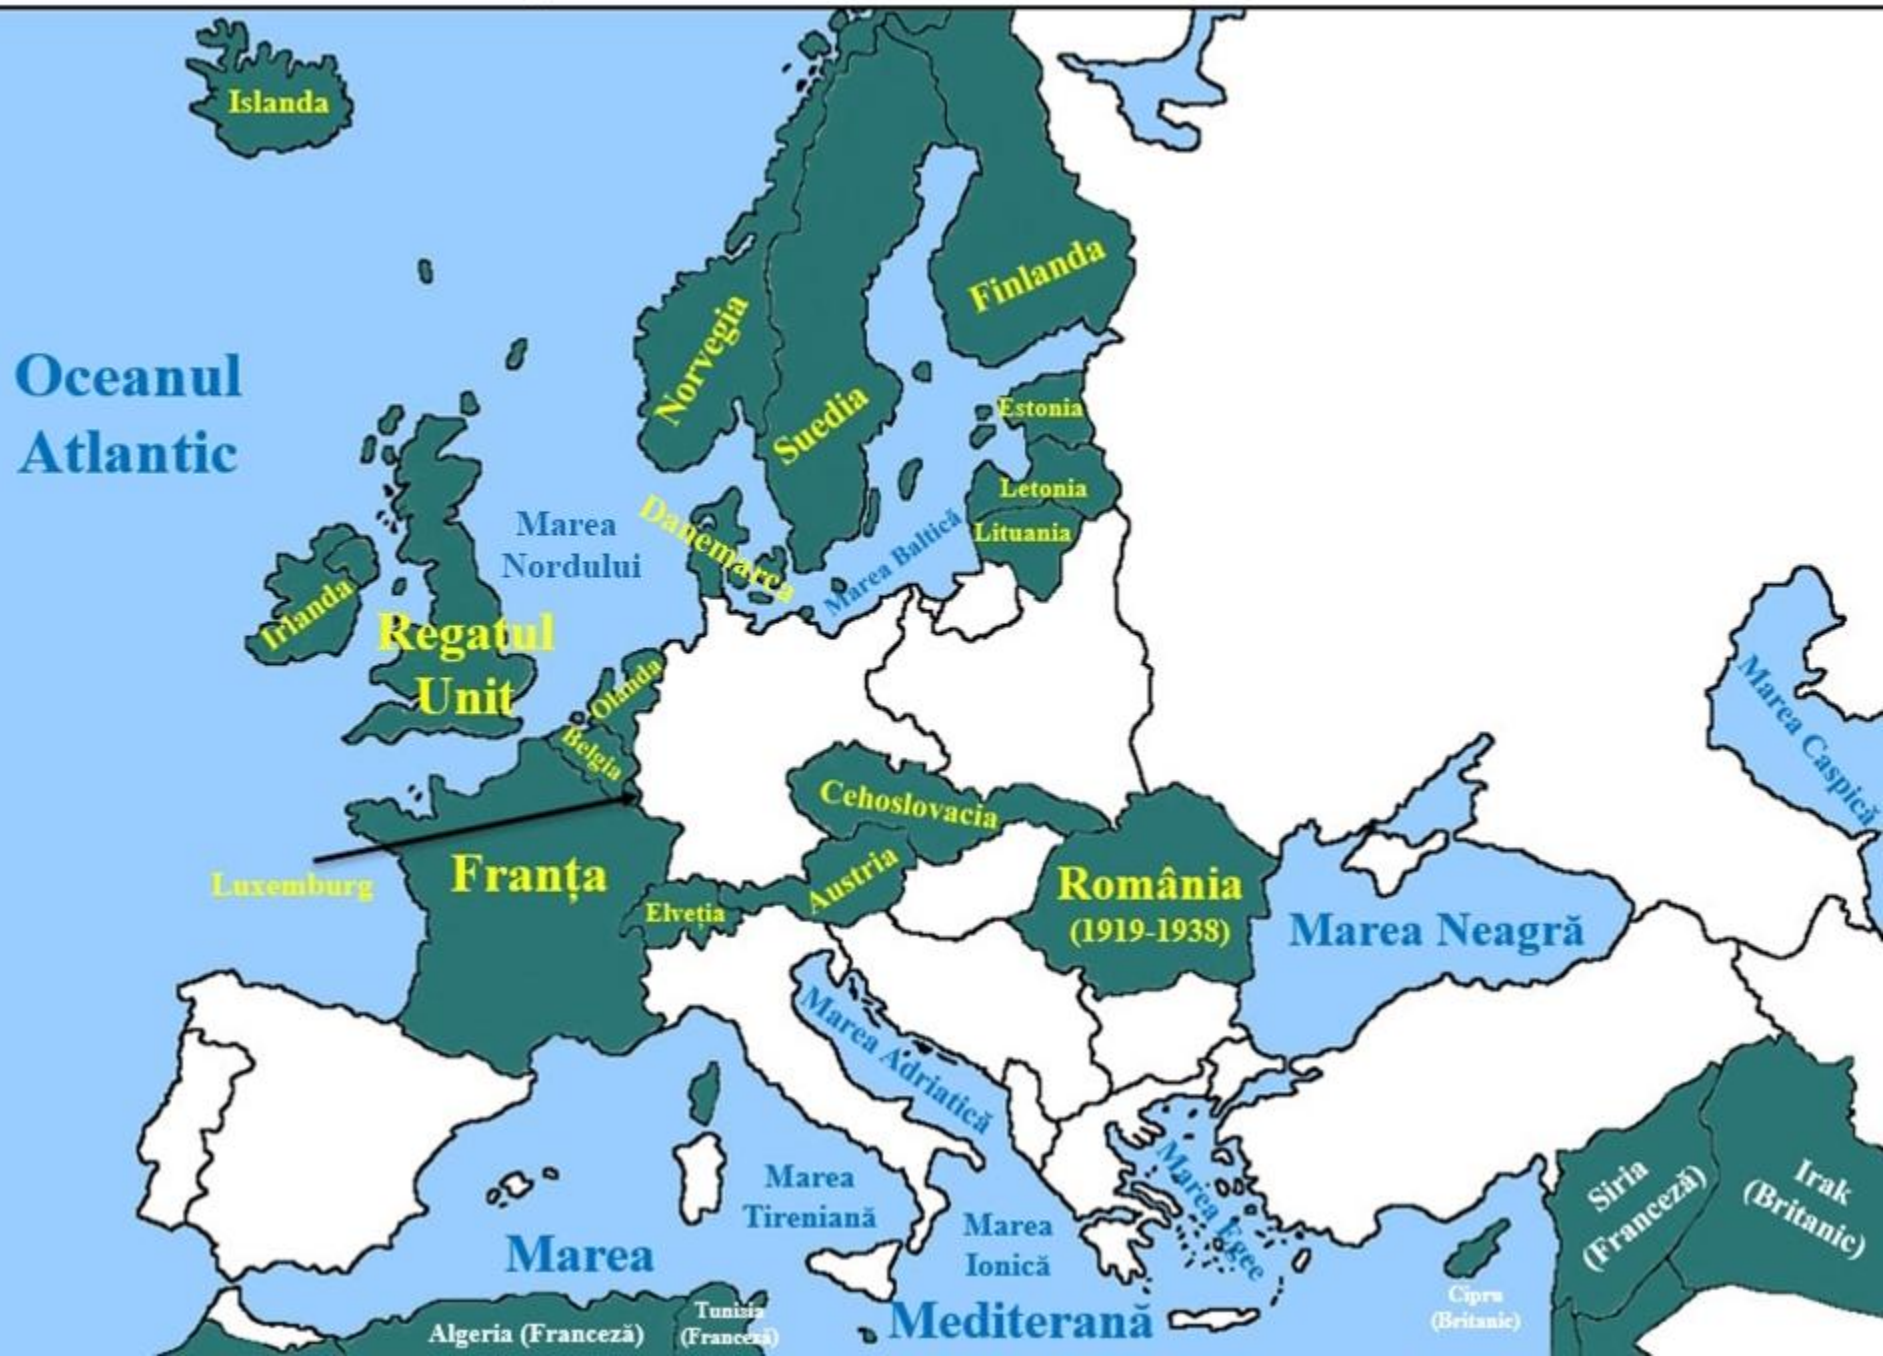 Islanda
Finlanda
Norvegia
Suedia
Oceanul
Atlantic
Estonia
Letonia
Lituania
Marea
Nordului
Danemarca
Marea Baltică
Irlanda
Regatul
Unit
Olanda
Belgia
Marea Caspică
Cehoslovacia
Luxemburg
Franța
Austria
Elveția
România
(1919-1938)
Marea Neagră
Marea Adriatică
Marea
Tireniană
Marea
Ionică
Marea Egee
Siria
(Franceză)
Irak
(Britanic)
Marea
Mediterană
Cipru
(Britanic)
Algeria (Franceză)
Tunisia
(Franceză)